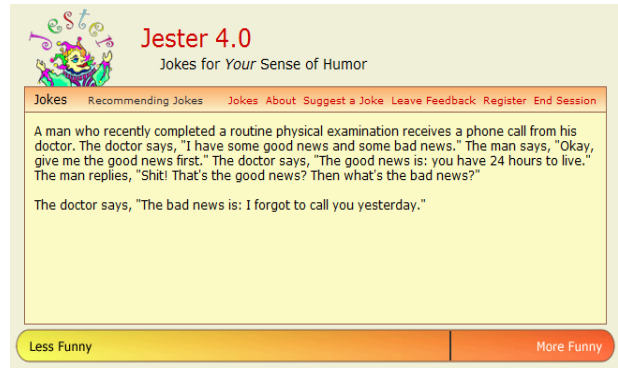 Jester
Jester 4.0
Jokes for Your Sense of Humor
Jokes Recommending Jokes Jokes About Suggest a Joke Leave Feedback Register End Session
A man who recently completed a routine physical examination receives a phone call from his
doctor. The doctor says, "I have some good news and some bad news." The man says, "Okay,
give me the good news first." The doctor says, "The good news is: you have 24 hours to live."
The man replies, "Shit! That's the good news? Then what's the bad news?"
The doctor says, "The bad news is: I forgot to call you yesterday."
Less Funny More Funny